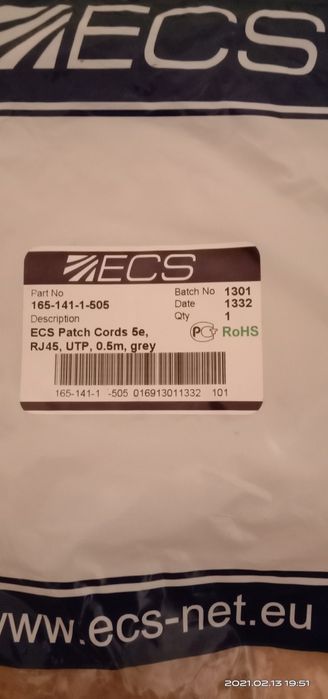 ECS
ECS
Part No
165-141-1-505
Description
ECS Patch Cords 5e,
RJ45, UTP, 0.5m, grey
Batch No 1301
Date 1332
Qty 1
RoHS
165-141-1 -505 016913011332 101
www.ecs-net.eu
2021.02.13 19:51